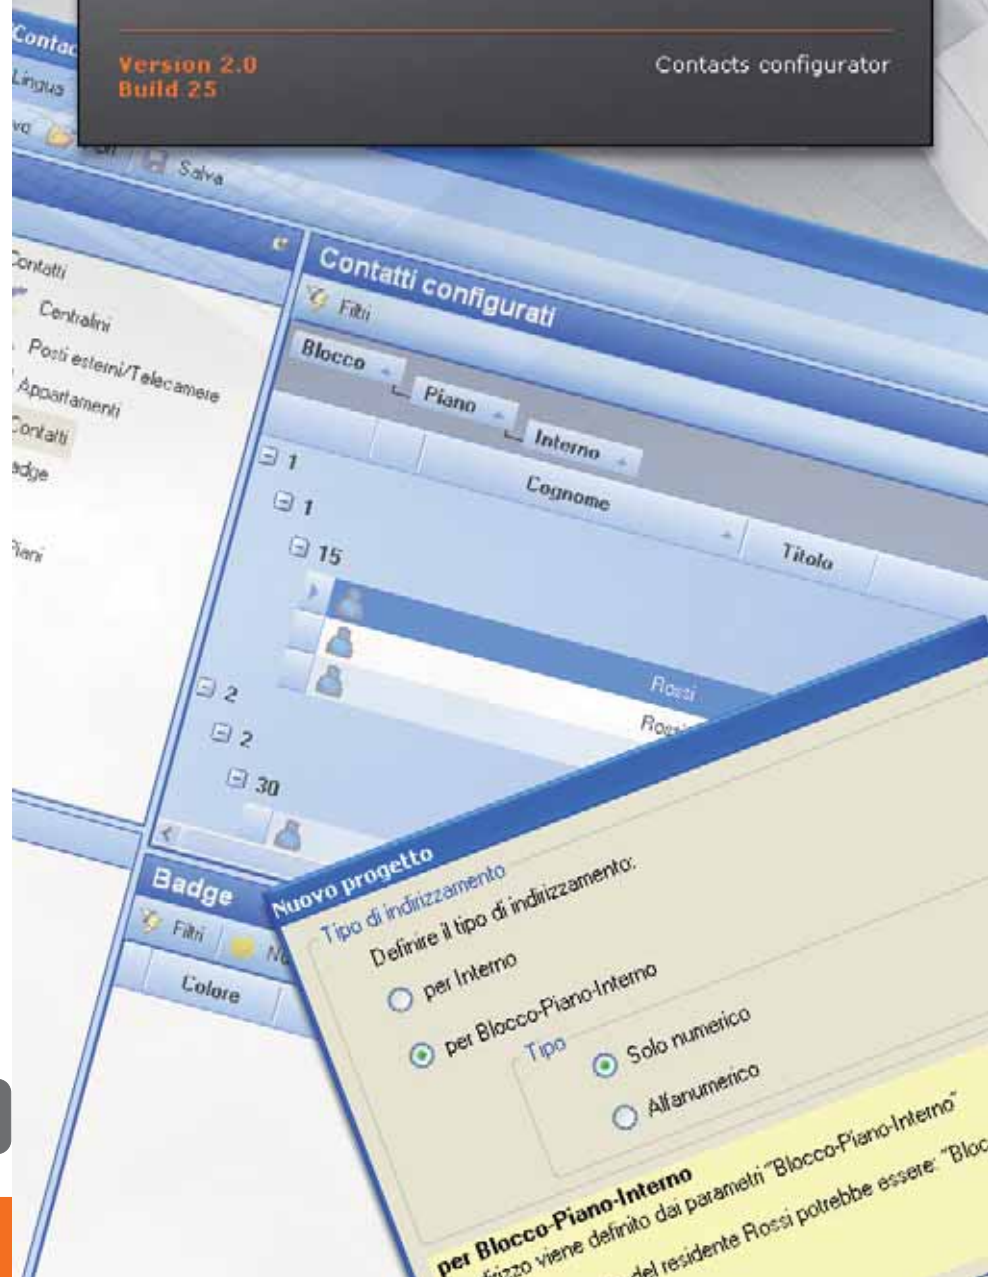 Version 2.0
Build 25
Contacts configurator
Lingua
Salva
Contatti
Centralini
Posti esterni/Telecamere
Appartamenti
Contatti
Contatti configurati
Filtri
Blocco
Piano
Interno
Cognome
Titolo
1
1
15
Rossi
2
2
30
Badge
Filtri
Colore
Nuovo progetto
Tipo di indirizzamento
Definire il tipo di indirizzamento:
per Interno
per Blocco-Piano-Interno
Tipo
Solo numerico
Alfanumerico
per Blocco-Piano-Interno
viene definito dai parametri "Blocco-Piano-Interno"
del residente Rossi potrebbe essere: "Bloc